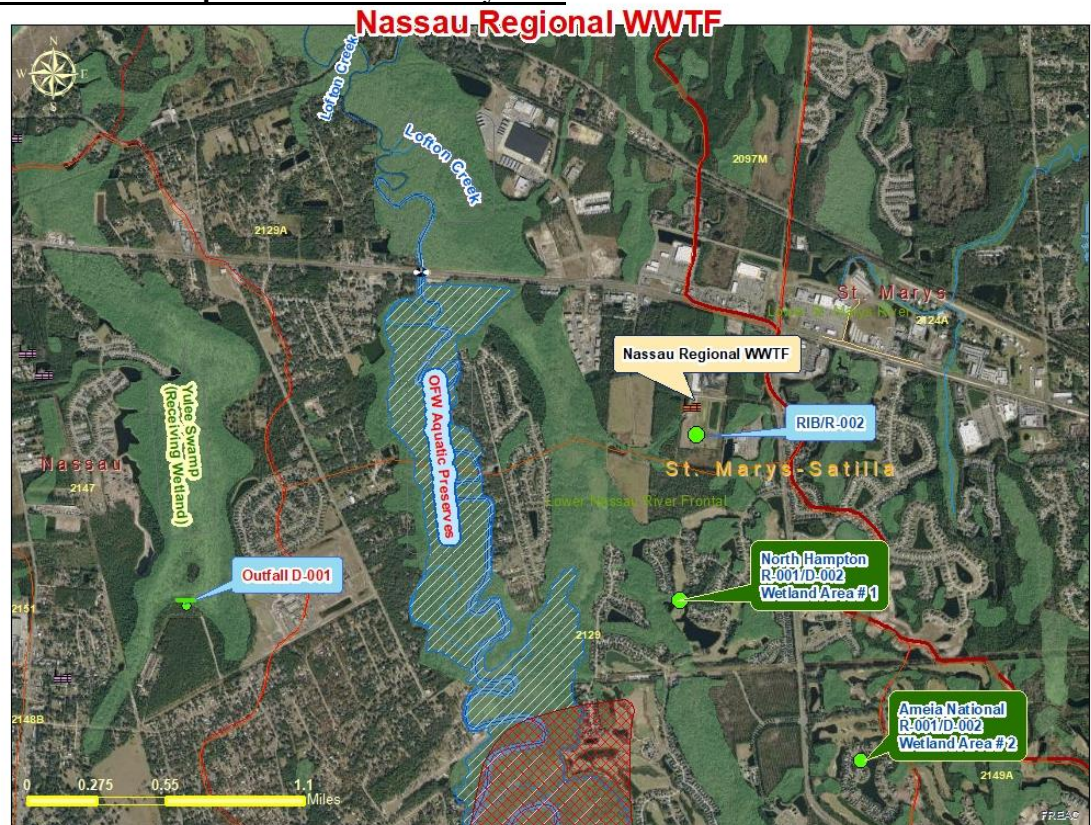 Nassau Regional WWTF
N
W
E
S
Lofton Creek
Lofton Creek
2097M
2129A
St. Marys
Lower St. Marys River
2124A
Nassau Regional WWTF
RIB/R-002
OFW Aquatic Preserves
Yulee Swamp
(Receiving Wetland)
Nassau
2147
St. Marys-Satilla
Lower Nassau River Frontal
Outfall D-001
North Hampton
R-001/D-002
Wetland Area # 1
2151
2129
2148B
Ameia National
R-001/D-002
Wetland Area # 2
2149A
0
0.275
0.55
1.1
Miles
FREAC